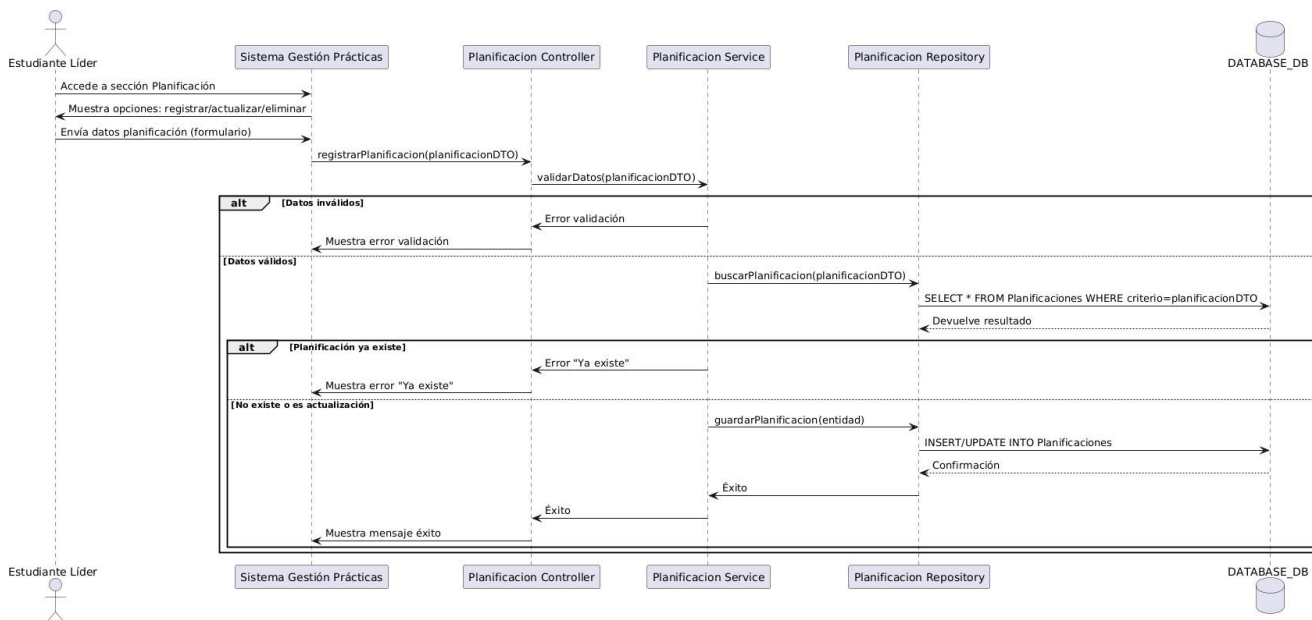 Estudiante Líder
Sistema Gestión Prácticas
Planificacion Controller
Planificacion Service
Planificacion Repository
DATABASE_DB
Accede a sección Planificación
Muestra opciones: registrar/actualizar/eliminar
Envía datos planificación (formulario)
registrarPlanificacion(planificacionDTO)
validarDatos(planificacionDTO)
alt [Datos inválidos]
Error validación
Muestra error validación
[Datos válidos]
buscarPlanificacion(planificacionDTO)
SELECT * FROM Planificaciones WHERE criterio=planificacionDTO
Devuelve resultado
alt [Planificación ya existe]
Error "Ya existe"
Muestra error "Ya existe"
[No existe o es actualización]
guardarPlanificacion(entidad)
INSERT/UPDATE INTO Planificaciones
Confirmación
Éxito
Éxito
Muestra mensaje éxito
Estudiante Líder
Sistema Gestión Prácticas
Planificacion Controller
Planificacion Service
Planificacion Repository
DATABASE_DB